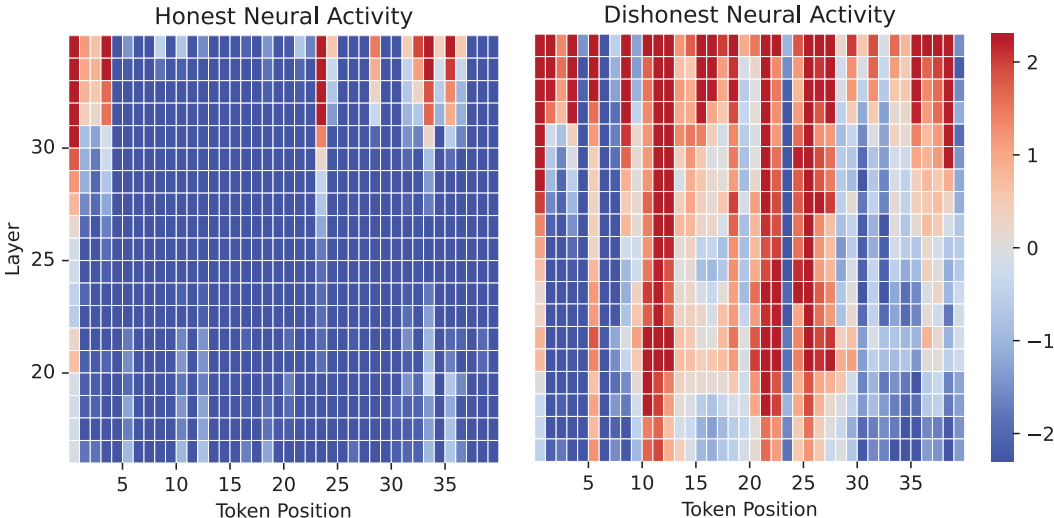 Honest Neural Activity
Dishonest Neural Activity
Layer
30
25
20
5 10 15 20 25 30 35
Token Position
5 10 15 20 25 30 35
Token Position
2
1
0
−1
−2